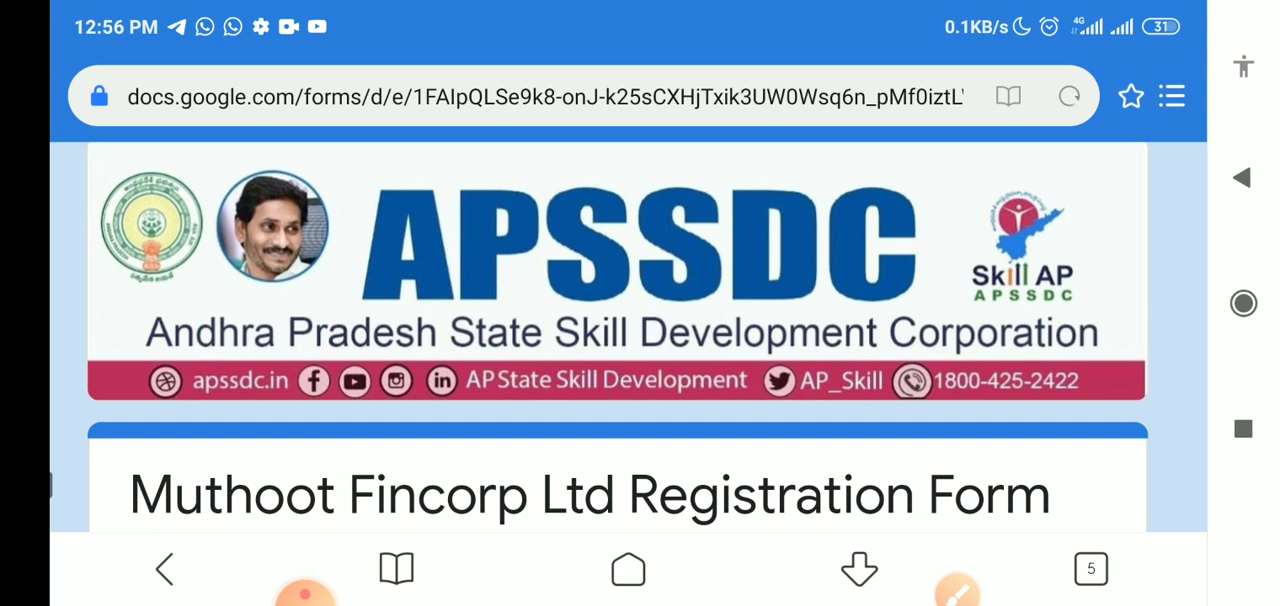 12:56 PM
0.1KB/s
4G
31
docs.google.com/forms/d/e/1FAIpQLSe9k8-onJ-k25sCXHjTxik3UW0Wsq6n_pMf0iztL
APSSDC
Skill AP
APSSDC
Andhra Pradesh State Skill Development Corporation
apssdc.in AP State Skill Development AP_Skill 1800-425-2422
Muthoot Fincorp Ltd Registration Form
5